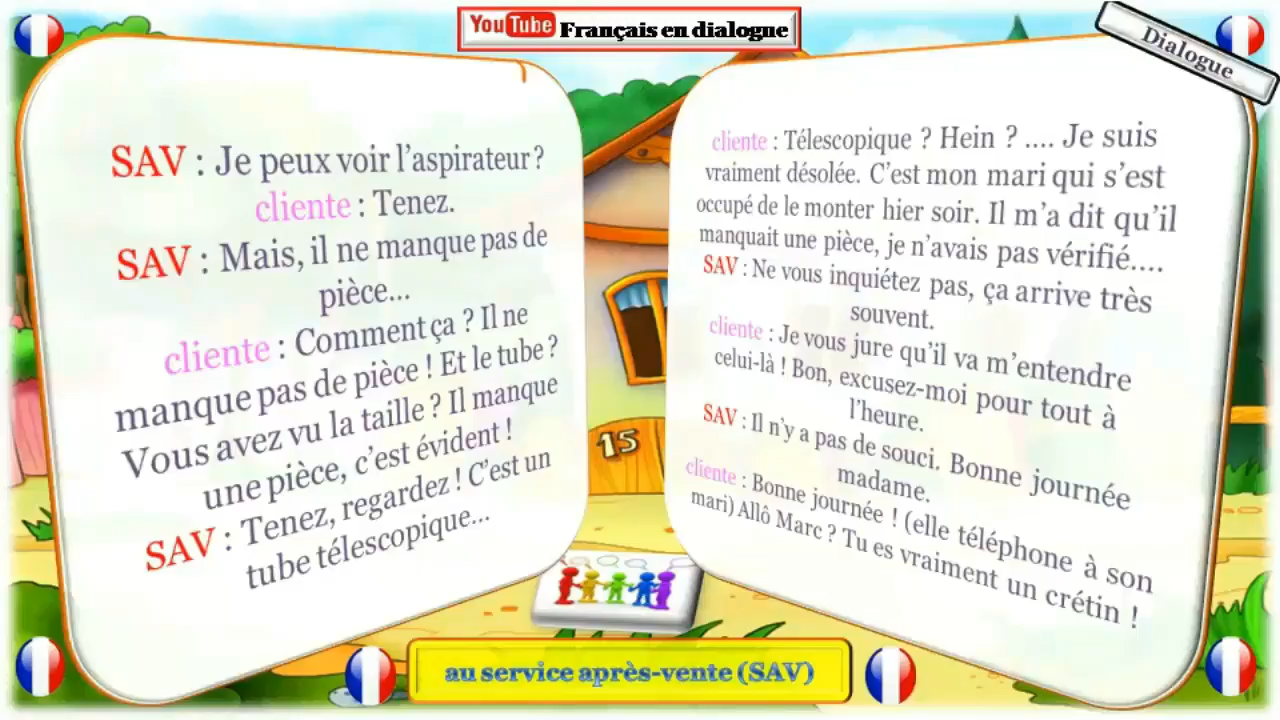 YouTube Français en dialogue
Dialogue
SAV : Je peux voir l'aspirateur ?
cliente : Tenez.
SAV : Mais, il ne manque pas de
pièce...
cliente : Comment ça ? Il ne
manque pas de pièce ! Et le tube ?
Vous avez vu la taille ? Il manque
une pièce, c'est évident !
SAV : Tenez, regardez ! C'est un
tube télescopique...
cliente : Télescopique ? Hein ? .... Je suis
vraiment désolée. C'est mon mari qui s'est
occupé de le monter hier soir. Il m'a dit qu'il
manquait une pièce, je n'avais pas vérifié....
SAV : Ne vous inquiétez pas, ça arrive très
souvent.
cliente : Je vous jure qu'il va m'entendre
celui-là ! Bon, excusez-moi pour tout à
l'heure.
SAV : Il n'y a pas de souci. Bonne journée
madame.
cliente : Bonne journée ! (elle téléphone à son
mari) Allô Marc ? Tu es vraiment un crétin !
15
au service après-vente (SAV)